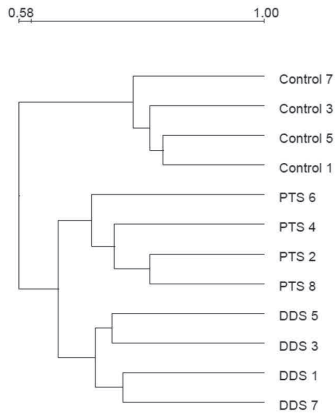 0.58 1.00
Control 7
Control 3
Control 5
Control 1
PTS 6
PTS 4
PTS 2
PTS 8
DDS 5
DDS 3
DDS 1
DDS 7